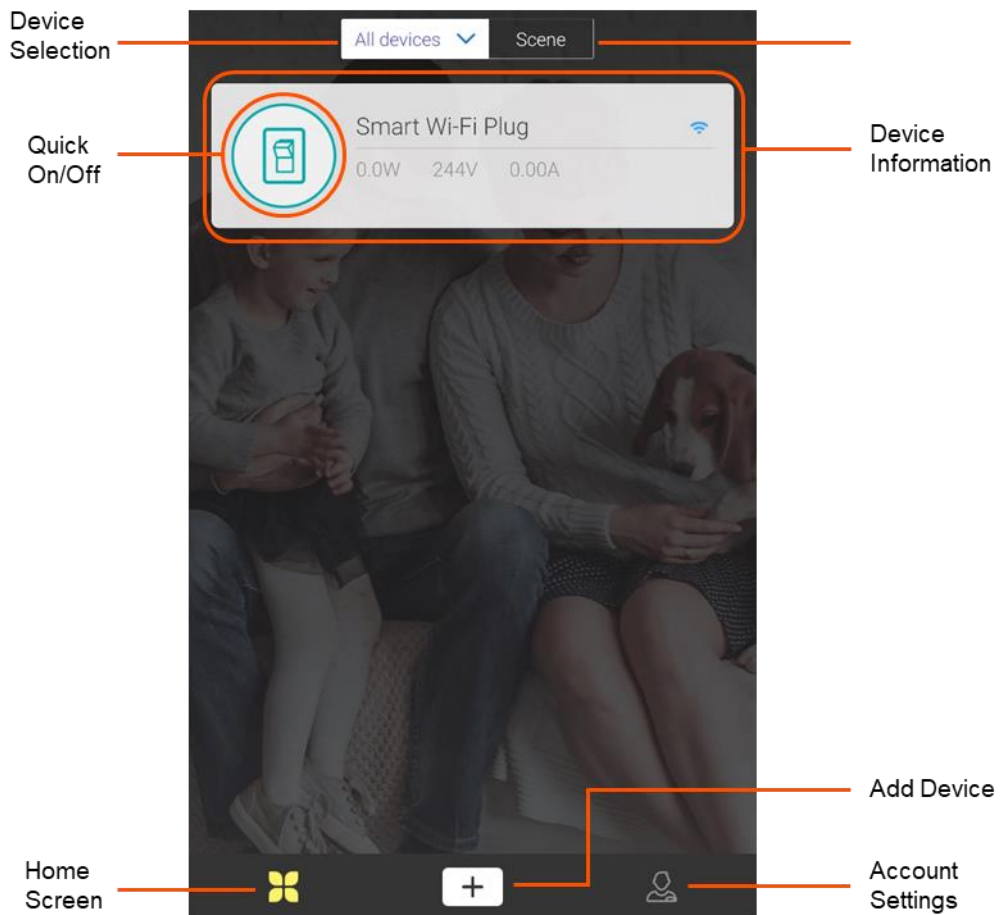 Device
Selection
All devices
Scene
Quick
On/Off
Smart Wi-Fi Plug
0.0W 244V 0.00A
Device
Information
Add Device
Home
Screen
+
Account
Settings